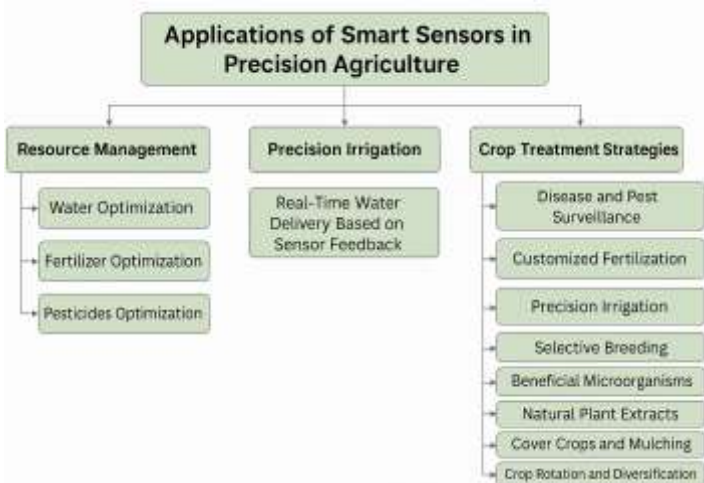 Applications of Smart Sensors in
Precision Agriculture
Resource Management
Water Optimization
Fertilizer Optimization
Pesticides Optimization
Precision Irrigation
Real-Time Water
Delivery Based on
Sensor Feedback
Crop Treatment Strategies
Disease and Pest
Surveillance
Customized Fertilization
Precision Irrigation
Selective Breeding
Beneficial Microorganisms
Natural Plant Extracts
Cover Crops and Mulching
Crop Rotation and Diversification